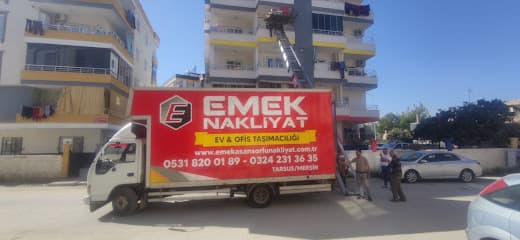 EMEK
NAKLİYAT
EV & OFİS TAŞIMACILIĞI
www.emekasansorlunakliyat.com.tr
0531 820 01 89 - 0324 231 36 35
TARSUS/MERSİN